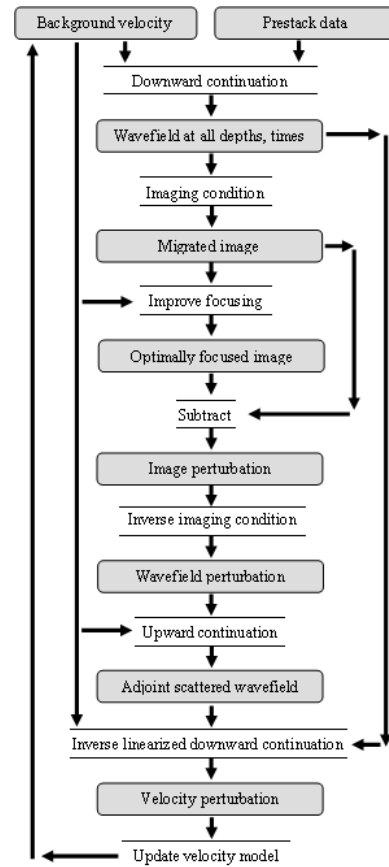 Background velocity
Prestack data
Downward continuation
Wavefield at all depths, times
Imaging condition
Migrated image
Improve focusing
Optimally focused image
Subtract
Image perturbation
Inverse imaging condition
Wavefield perturbation
Upward continuation
Adjoint scattered wavefield
Inverse linearized downward continuation
Velocity perturbation
Update velocity model